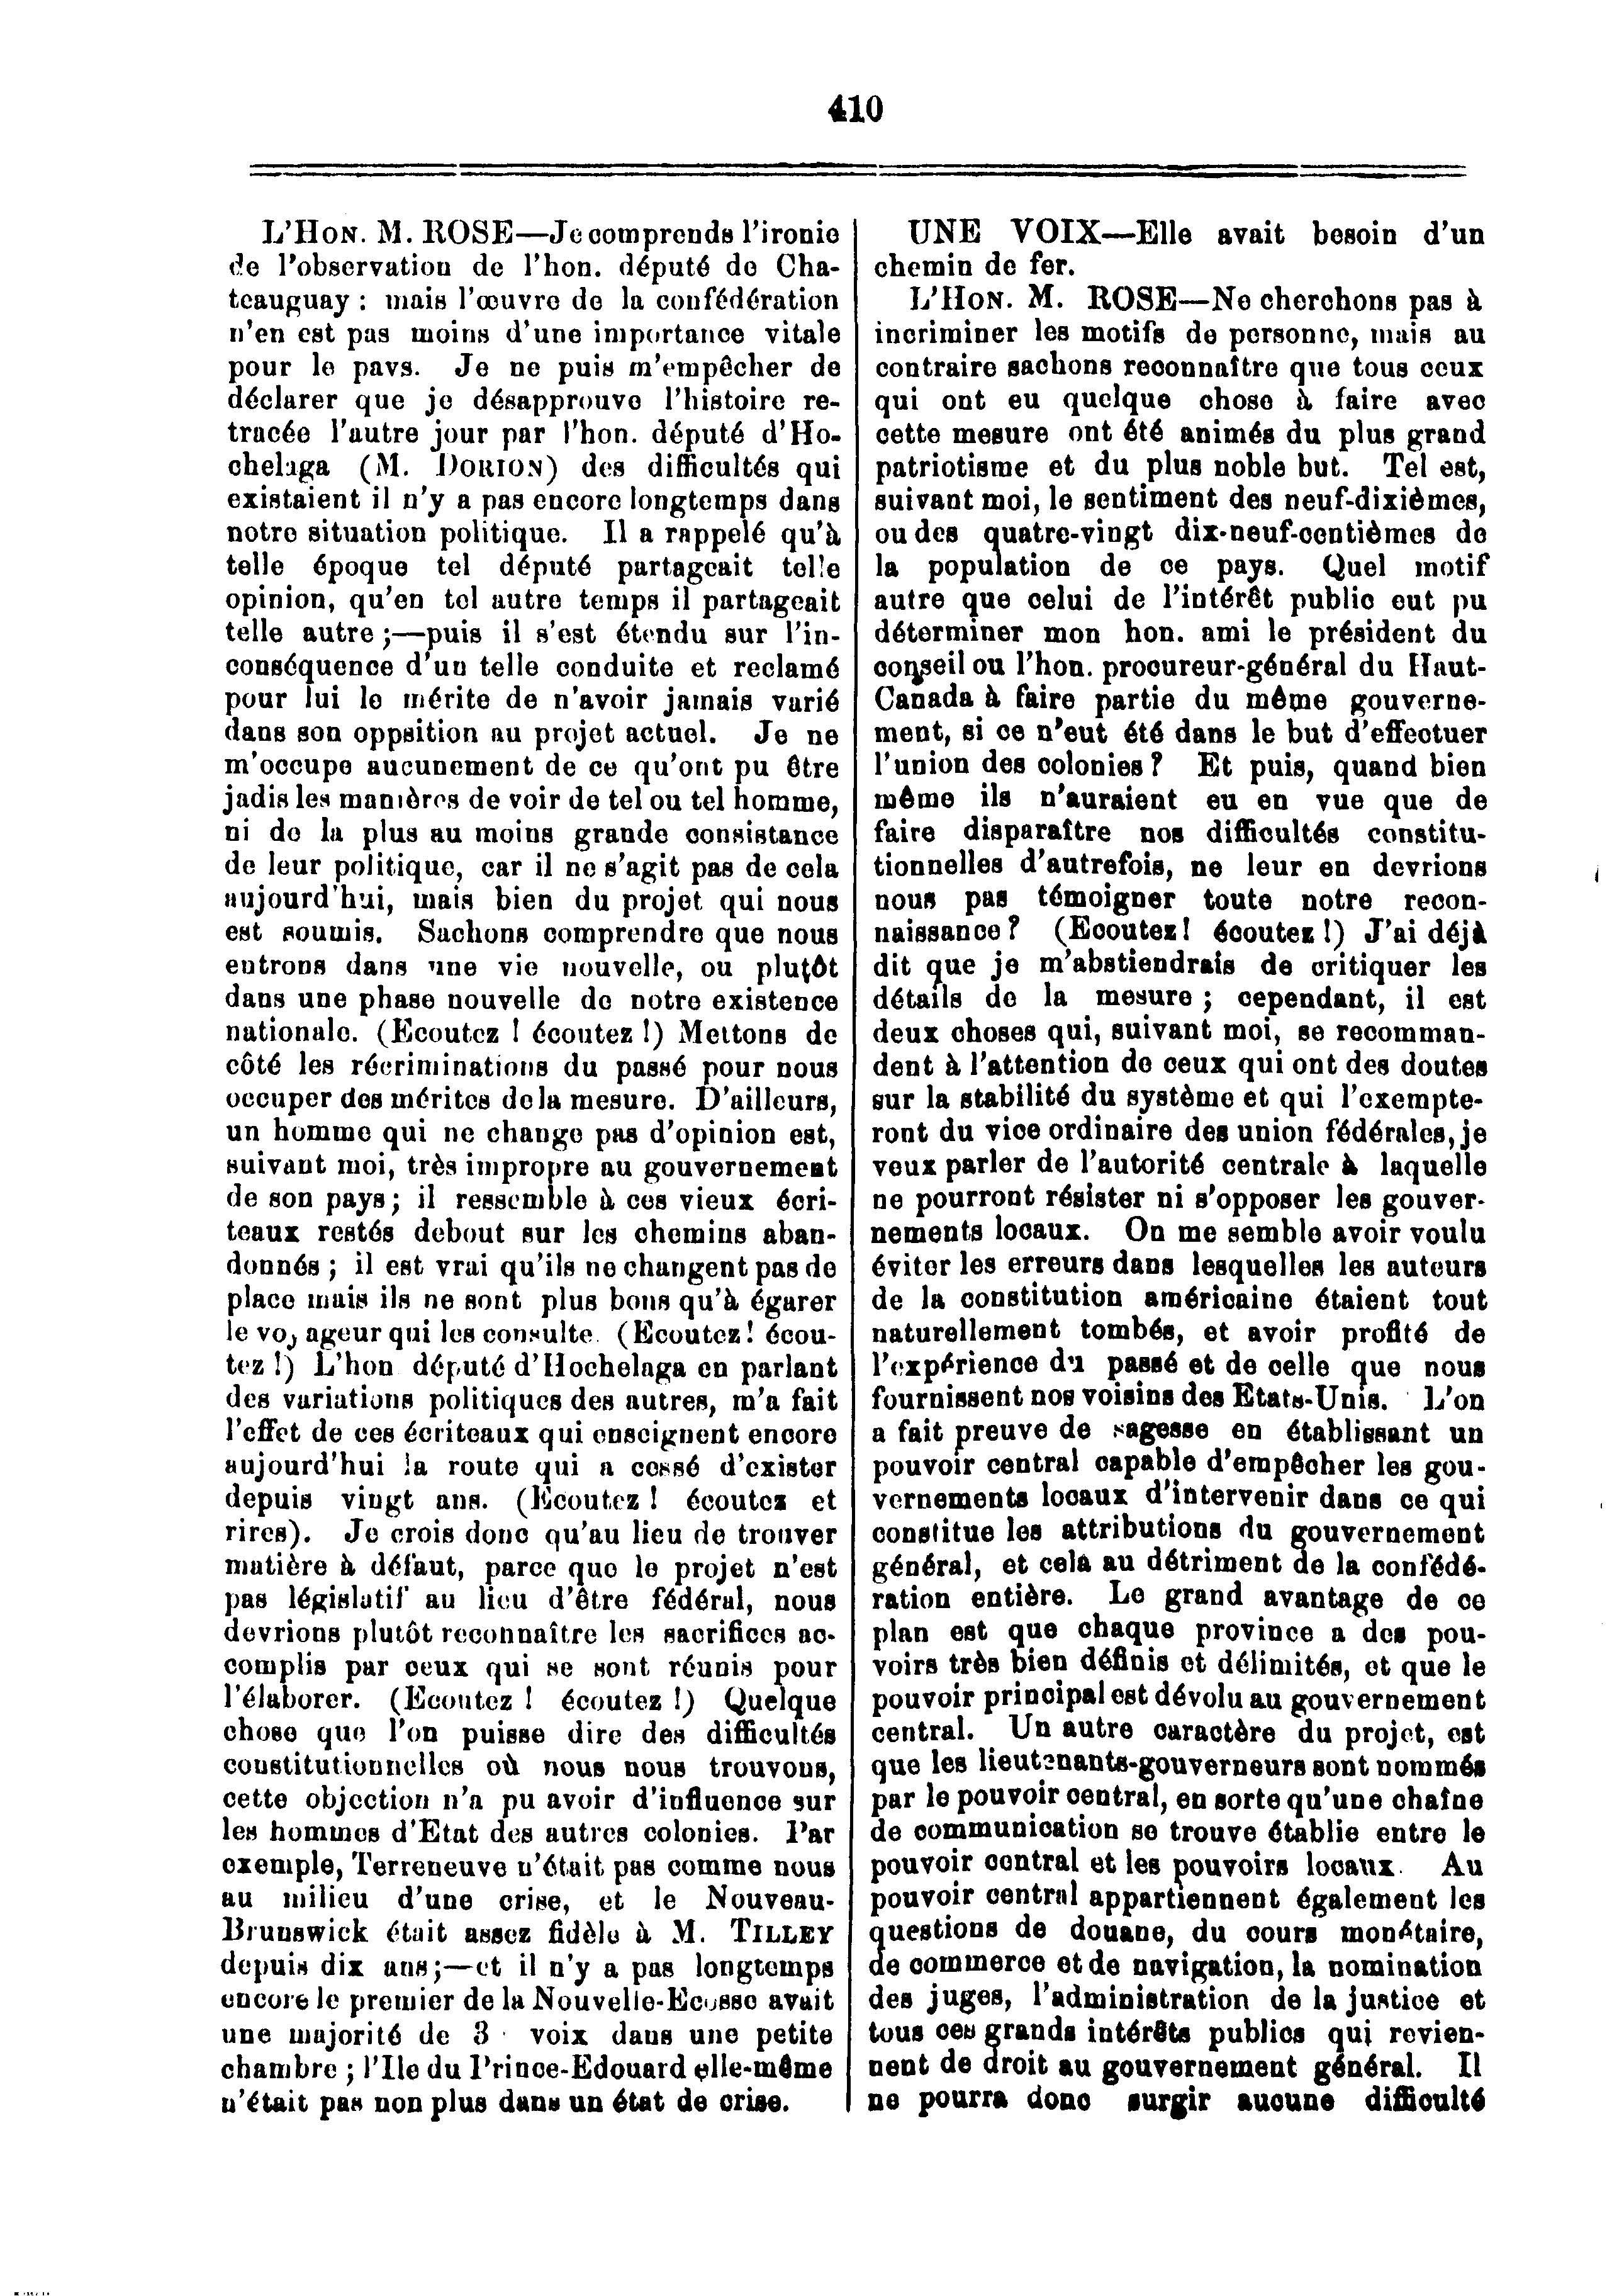 410
L'HON. M. ROSE—Je comprends l'ironie
de l'observation de l'hon. député de Cha-
teauguay : mais l'œuvre de la confédération
n'en est pas moins d'une importance vitale
pour le pays. Je ne puis m'empêcher de
déclarer que je désapprouve l'histoire re-
tracée l'autre jour par l'hon. député d'Ho-
chelaga (M. DORION) des difficultés qui
existaient il n'y a pas encore longtemps dans
notre situation politique. Il a rappelé qu'à
telle époque tel député partageait telle
opinion, qu'en tel autre temps il partageait
telle autre ;—puis il s'est étendu sur l'in-
conséquence d'un telle conduite et reclamé
pour lui le mérite de n'avoir jamais varié
dans son oppsition au projet actuel. Je ne
m'occupe aucunement de ce qu'ont pu être
jadis les manières de voir de tel ou tel homme,
ni de la plus au moins grande consistance
de leur politique, car il ne s'agit pas de cela
aujourd'hui, mais bien du projet qui nous
est soumis. Sachons comprendre que nous
entrons dans une vie nouvelle, ou plutôt
dans une phase nouvelle de notre existence
nationale. (Ecoutez ! écoutez !) Mettons de
côté les récriminations du passé pour nous
occuper des mérites de la mesure. D'ailleurs,
un homme qui ne change pas d'opinion est,
suivant moi, très impropre au gouvernement
de son pays ; il ressemble à ces vieux écri-
teaux restés debout sur les chemins aban-
donnés ; il est vrai qu'ils ne changent pas de
place mais ils ne sont plus bons qu'à égarer
le voyageur qui les consulte. (Ecoutez ! écou-
tez !) L'hon député d'Hochelaga en parlant
des variations politiques des autres, m'a fait
l'effet de ces écriteaux qui enseignent encore
aujourd'hui la route qui a cessé d'exister
depuis vingt ans. (Ecoutez ! écoutez et
rires). Je crois donc qu'au lieu de trouver
matière à défaut, parce que le projet n'est
pas législatif au lieu d'être fédéral, nous
devrions plutôt reconnaître les sacrifices ac-
complis par ceux qui se sont réunis pour
l'élaborer. (Ecoutez ! écoutez !) Quelque
chose que l'on puisse dire des difficultés
constitutionnelles où nous nous trouvons,
cette objection n'a pu avoir d'influence sur
les hommes d'Etat des autres colonies. Par
exemple, Terreneuve n'était pas comme nous
au milieu d'une crise, et le Nouveau-
Brunswick était assez fidèle à M. TILLEY
depuis dix ans ;—et il n'y a pas longtemps
encore le premier de la Nouvelle-Ecosse avait
une majorité de 3 voix dans une petite
chambre ; l'Ile du Prince-Edouard elle-même
n'était pas non plus dans un état de crise.
UNE VOIX—Elle avait besoin d'un
chemin de fer.
L'HON. M. ROSE—Ne cherchons pas à
incriminer les motifs de personne, mais au
contraire sachons reconnaître que tous ceux
qui ont eu quelque chose à faire avec
cette mesure ont été animés du plus grand
patriotisme et du plus noble but. Tel est,
suivant moi, le sentiment des neuf-dixièmes,
ou des quatre-vingt dix-neuf-centièmes de
la population de ce pays. Quel motif
autre que celui de l'intérêt public eut pu
déterminer mon hon. ami le président du
conseil ou l'hon. procureur-général du Haut-
Canada à faire partie du même gouverne-
ment, si ce n'eut été dans le but d'effectuer
l'union des colonies ? Et puis, quand bien
même ils n'auraient eu en vue que de
faire disparaître nos difficultés constitu-
tionnelles d'autrefois, ne leur en devrions
nous pas témoigner toute notre recon-
naissance ? (Ecoutez ! écoutez !) J'ai déjà
dit que je m'abstiendrais de critiquer les
détails de la mesure ; cependant, il est
deux choses qui, suivant moi, se recomman-
dent à l'attention de ceux qui ont des doutes
sur la stabilité du système et qui l'exempte-
ront du vice ordinaire des union fédérales, je
veux parler de l'autorité centrale à laquelle
ne pourront résister ni s'opposer les gouver-
nements locaux. On me semble avoir voulu
éviter les erreurs dans lesquelles les auteurs
de la constitution américaine étaient tout
naturellement tombés, et avoir profité de
l'expérience du passé et de celle que nous
fournissent nos voisins des Etats-Unis. L'on
a fait preuve de sagesse en établissant un
pouvoir central capable d'empêcher les gou-
vernements locaux d'intervenir dans ce qui
constitue les attributions du gouvernement
général, et cela au détriment de la confédé-
ration entière. Le grand avantage de ce
plan est que chaque province a des pou-
voirs très bien définis et délimités, et que le
pouvoir principal est dévolu au gouvernement
central. Un autre caractère du projet, est
que les lieutenants-gouverneurs sont nommés
par le pouvoir central, en sorte qu'une chaîne
de communication se trouve établie entre le
pouvoir central et les pouvoirs locaux. Au
pouvoir central appartiennent également les
questions de douane, du cours monétaire,
de commerce et de navigation, la nomination
des juges, l'administration de la justice et
tous ces grands intérêts publics qui revien-
nent de droit au gouvernement général. Il
ne pourra donc surgir aucune difficulté